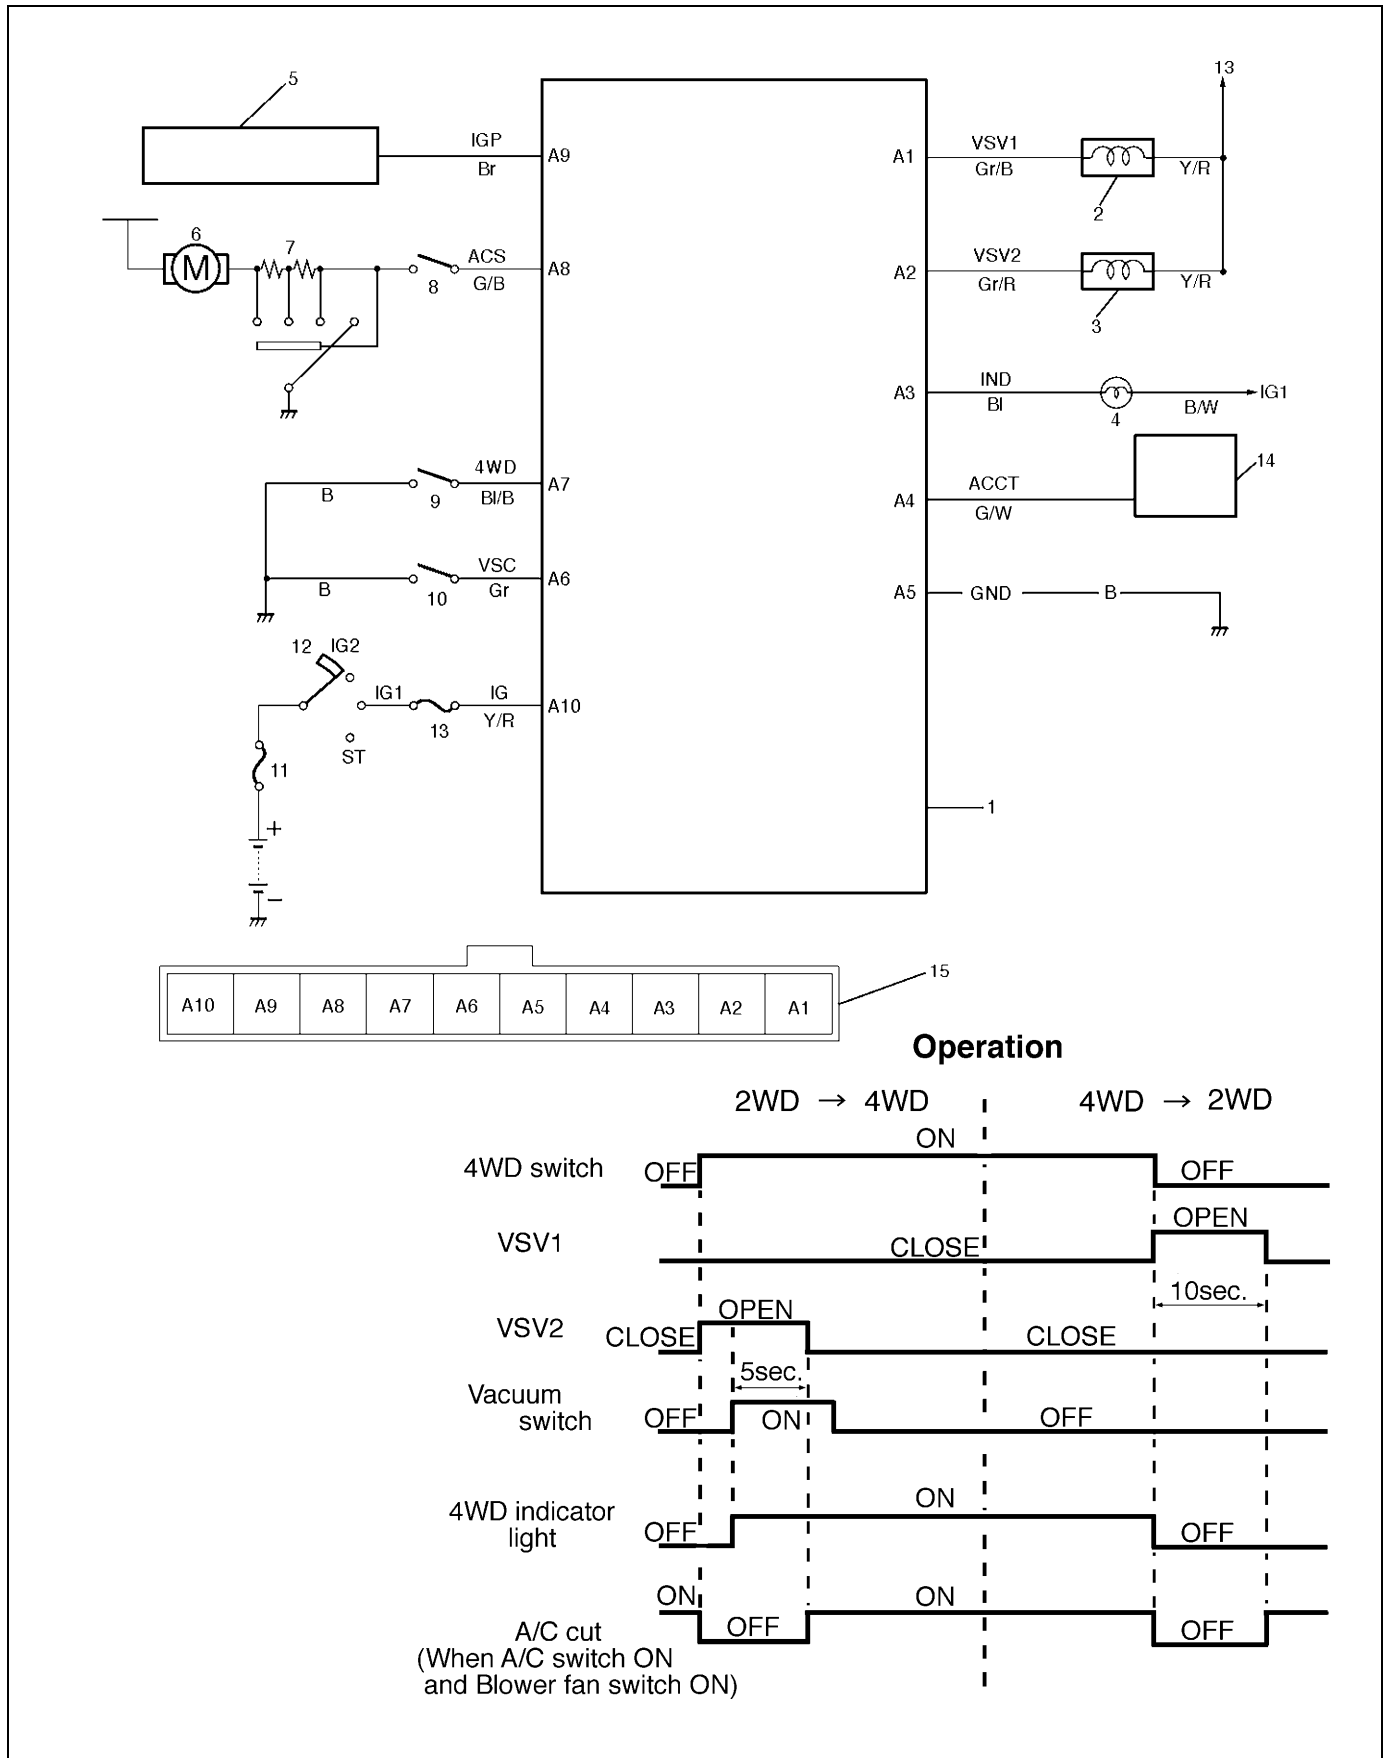 5
IGP
Br
A9
6
M
7
8
ACS
G/B
A8
B
9
4WD
Bl/B
A7
B
10
VSC
Gr
A6
12
IG2
IG1
ST
13
IG
Y/R
A10
11
+
–
A1
VSV1
Gr/B
2
Y/R
13
A2
VSV2
Gr/R
3
Y/R
A3
IND
Bl
4
B/W
IG1
A4
ACCT
G/W
14
A5
GND
B
1
A10 A9 A8 A7 A6 A5 A4 A3 A2 A1
15
Operation
2WD → 4WD
4WD → 2WD
4WD switch
OFF
ON
OFF
VSV1
CLOSE
OPEN
10sec.
VSV2
CLOSE
OPEN
CLOSE
5sec.
Vacuum
switch
OFF
ON
OFF
4WD indicator
light
OFF
ON
OFF
ON
OFF
ON
OFF
A/C cut
(When A/C switch ON
and Blower fan switch ON)